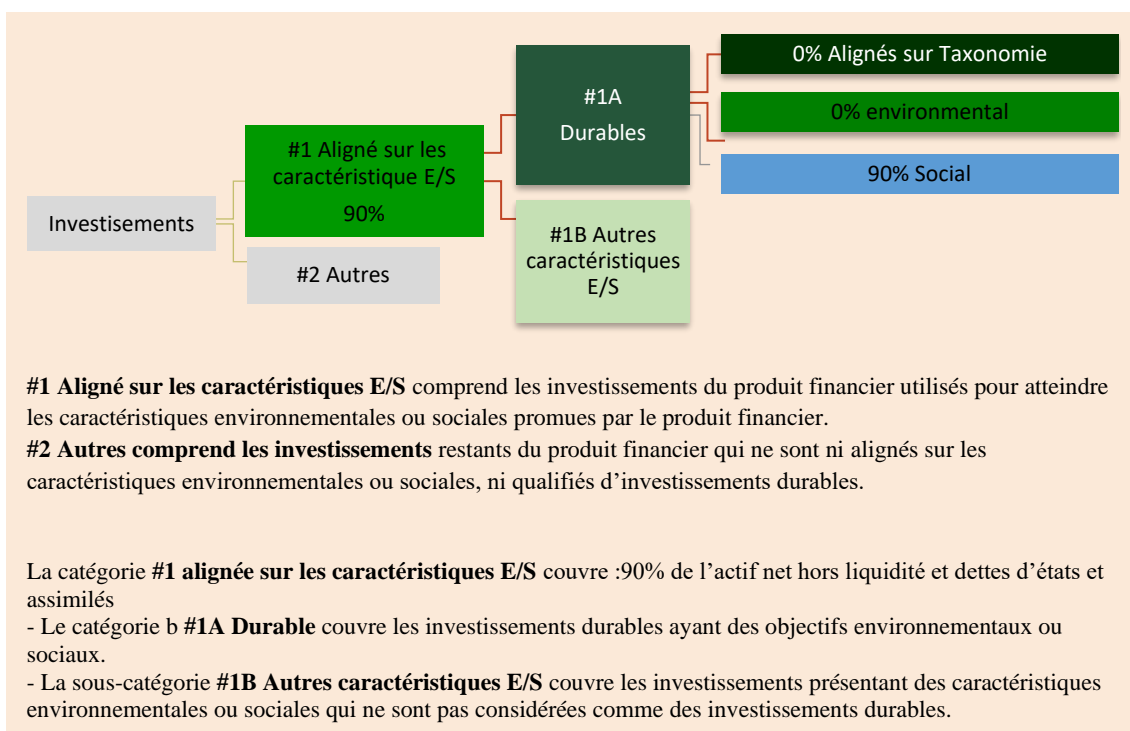 0% Alignés sur Taxonomie
#1A
Durables
0% environmental
#1 Aligné sur les
caractéristique E/S
90%
90% Social
Investisements
#1B Autres
caractéristiques
E/S
#2 Autres
#1 Aligné sur les caractéristiques E/S comprend les investissements du produit financier utilisés pour atteindre
les caractéristiques environnementales ou sociales promues par le produit financier.
#2 Autres comprend les investissements restants du produit financier qui ne sont ni alignés sur les
caractéristiques environnementales ou sociales, ni qualifiés d’investissements durables.
La catégorie #1 alignée sur les caractéristiques E/S couvre :90% de l’actif net hors liquidité et dettes d’états et
assimilés
- Le catégorie b #1A Durable couvre les investissements durables ayant des objectifs environnementaux ou
sociaux.
- La sous-catégorie #1B Autres caractéristiques E/S couvre les investissements présentant des caractéristiques
environnementales ou sociales qui ne sont pas considérées comme des investissements durables.